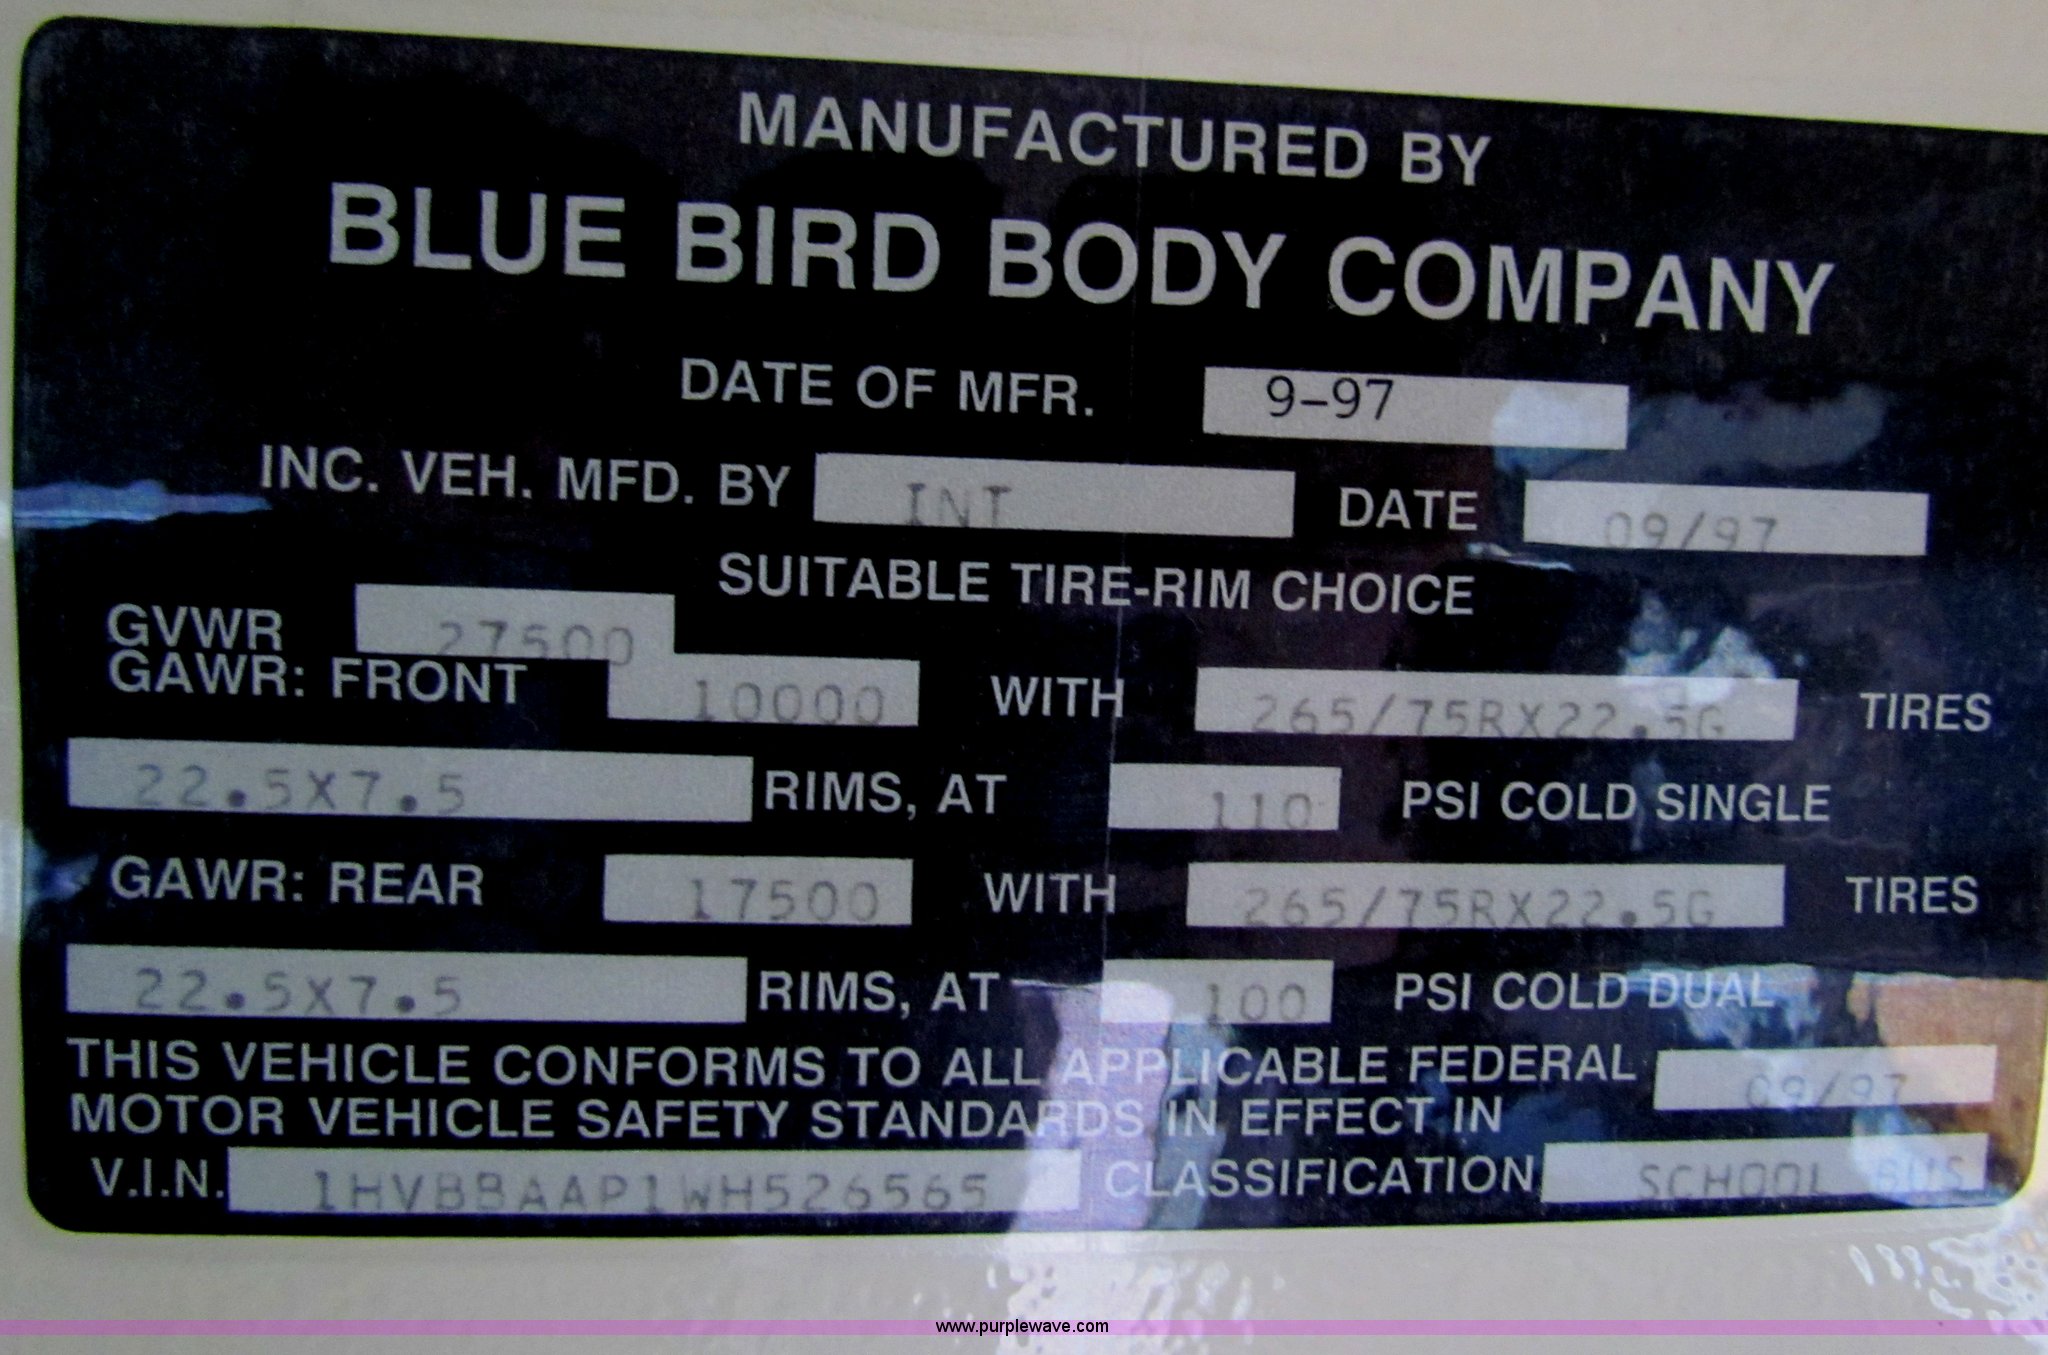 MANUFACTURED BY
BLUE BIRD BODY COMPANY
DATE OF MFR. 9-97
INC. VEH. MFD. BY INT DATE 09/97
SUITABLE TIRE-RIM CHOICE
GVWR 27500
GAWR: FRONT 10000 WITH 265/75RX22.5G TIRES
22.5X7.5 RIMS, AT 110 PSI COLD SINGLE
GAWR: REAR 17500 WITH 265/75RX22.5G TIRES
22.5X7.5 RIMS, AT 100 PSI COLD DUAL
THIS VEHICLE CONFORMS TO ALL APPLICABLE FEDERAL
MOTOR VEHICLE SAFETY STANDARDS IN EFFECT IN 09/97
V.I.N. 1HVBBAAP1WH526565 CLASSIFICATION SCHOOL BUS
www.purplewave.com